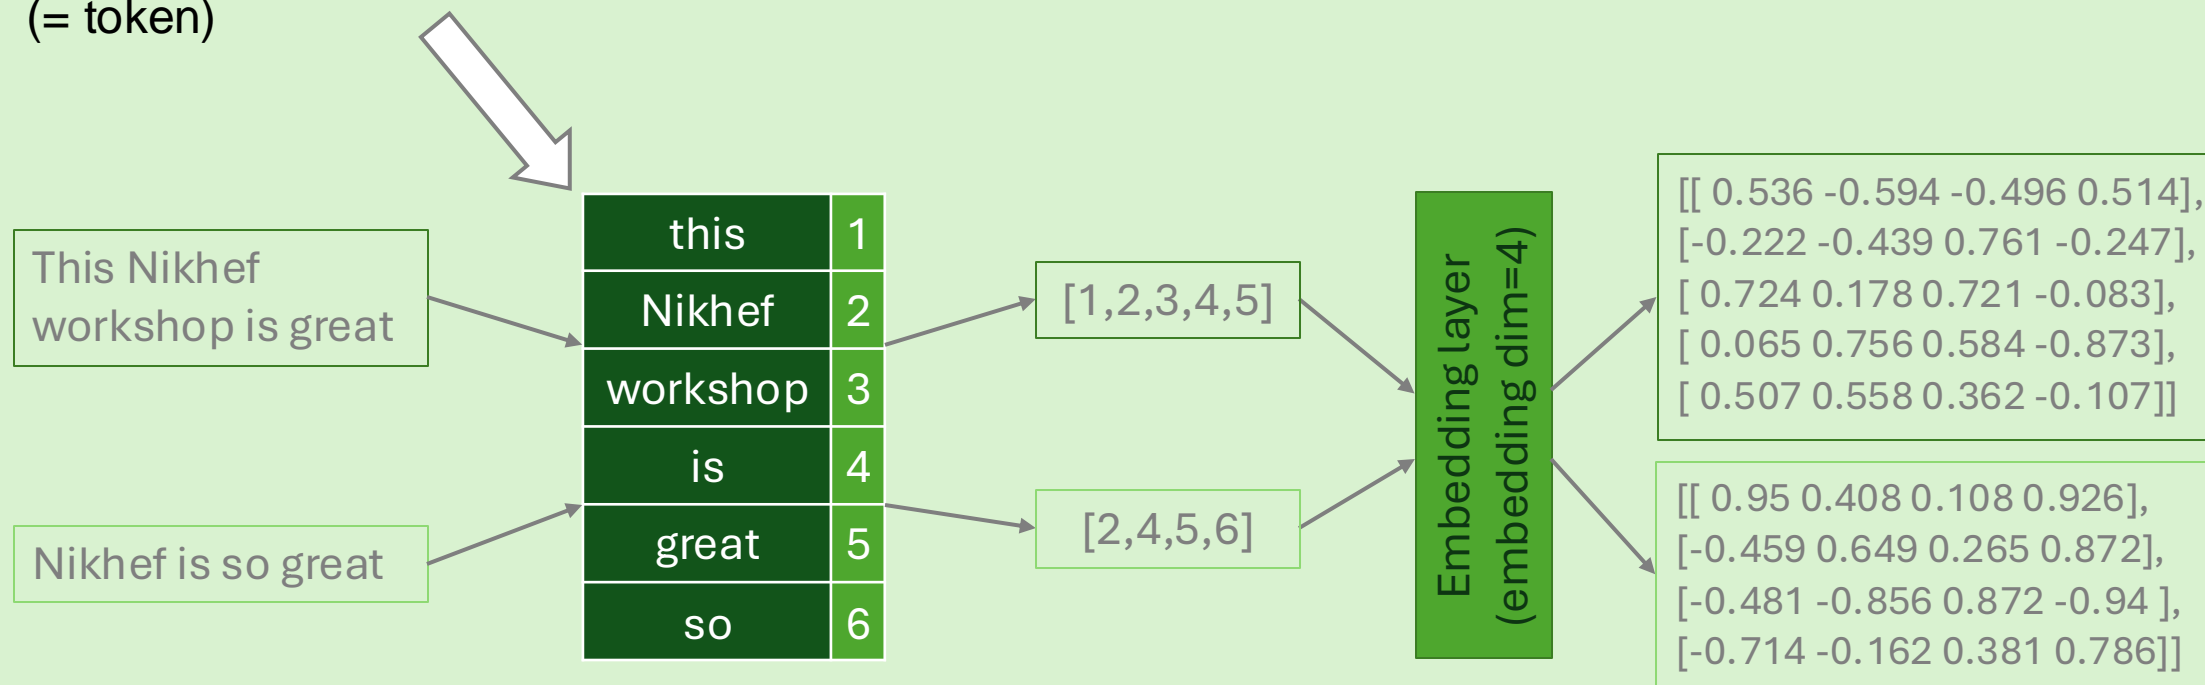 (= token)
This Nikhef
workshop is great
Nikhef is so great
this 1
Nikhef 2
workshop 3
is 4
great 5
so 6
[1,2,3,4,5]
[2,4,5,6]
Embedding layer
(embedding dim=4)
[[ 0.536 -0.594 -0.496 0.514],
[-0.222 -0.439 0.761 -0.247],
[ 0.724 0.178 0.721 -0.083],
[ 0.065 0.756 0.584 -0.873],
[ 0.507 0.558 0.362 -0.107]]
[[ 0.95 0.408 0.108 0.926],
[-0.459 0.649 0.265 0.872],
[-0.481 -0.856 0.872 -0.94 ],
[-0.714 -0.162 0.381 0.786]]